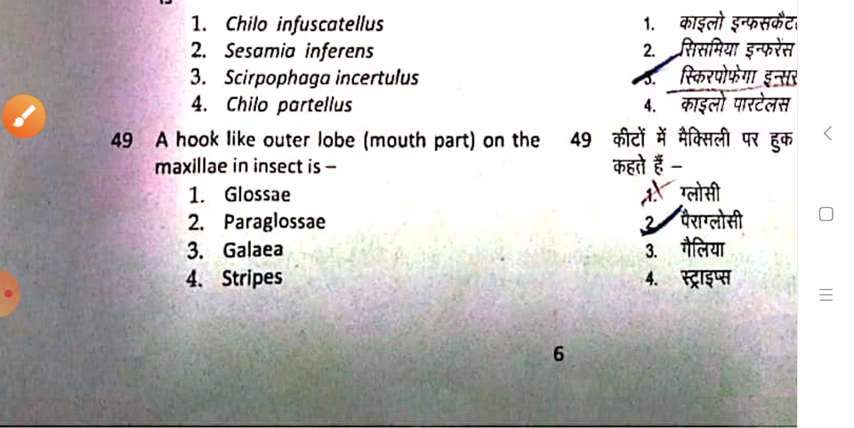 1. Chilo infuscatellus
2. Sesamia inferens
3. Scirpophaga incertulus
4. Chilo partellus
49 A hook like outer lobe (mouth part) on the
maxillae in insect is –
1. Glossae
2. Paraglossae
3. Galaea
4. Stripes
1. काइलो इन्फसकैट
2. सिसमिया इन्फरेंस
3. स्किरपोफेगा इन्सर
4. काइलो पारटेलस
49 कीटों में मैक्सिली पर हुक
कहते हैं –
1. ग्लोसी
2. पैराग्लोसी
3. गैलिया
4. स्ट्राइप्स
6